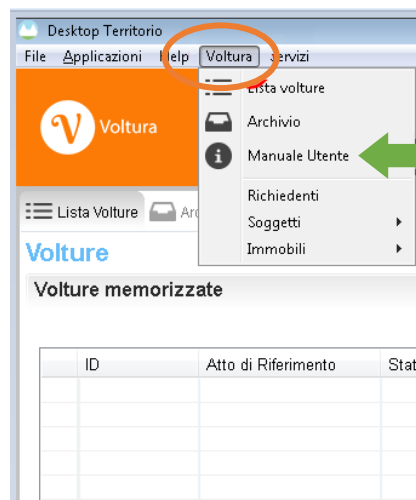 Desktop Territorio
File Applicazioni Help Voltura Servizi
Lista volture
Voltura
Archivio
Manuale Utente
Richiedenti
Lista Volture
Soggetti
Volture
Immobili
Volture memorizzate
ID Atto di Riferimento